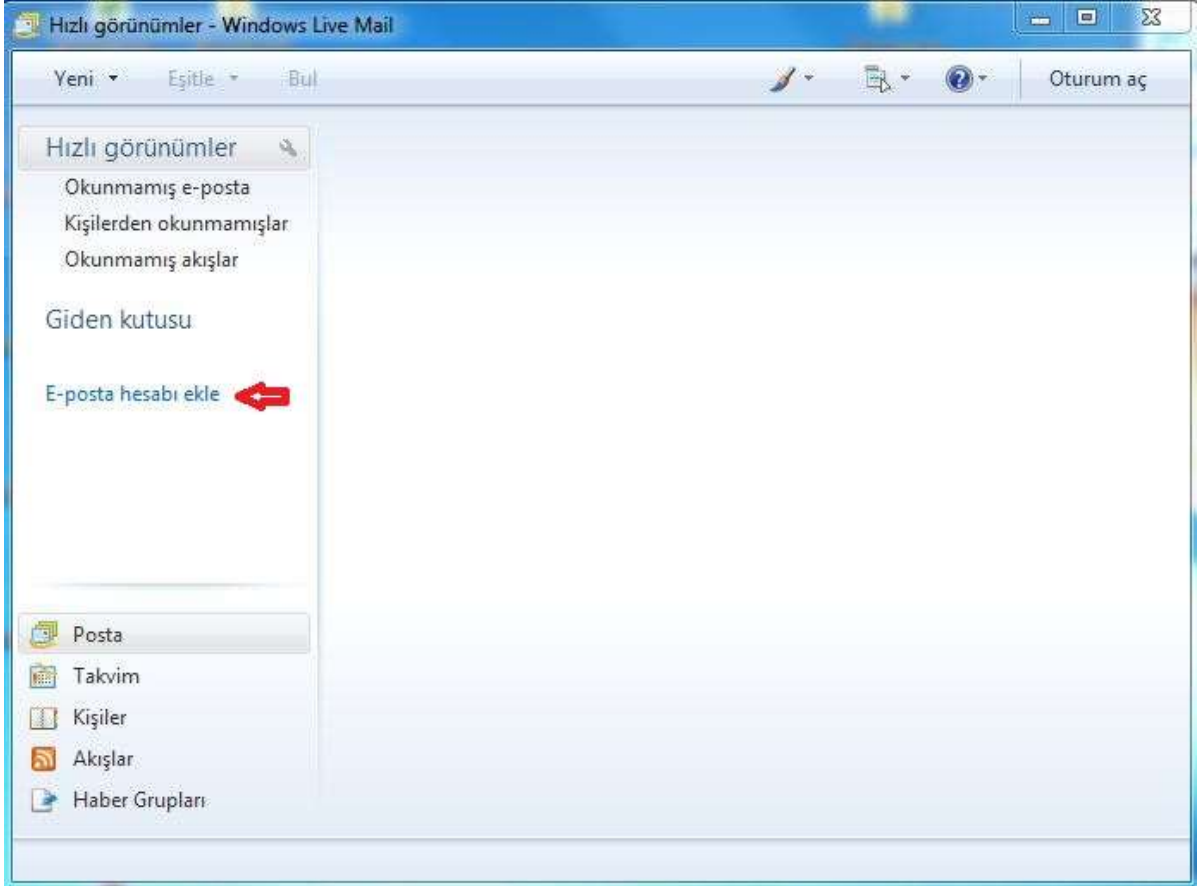 Hızlı görünümler - Windows Live Mail
Yeni Eşitle Bul Oturum aç
Hızlı görünümler
Okunmamış e-posta
Kişilerden okunmamışlar
Okunmamış akışlar
Giden kutusu
E-posta hesabı ekle
Posta
Takvim
Kişiler
Akışlar
Haber Grupları